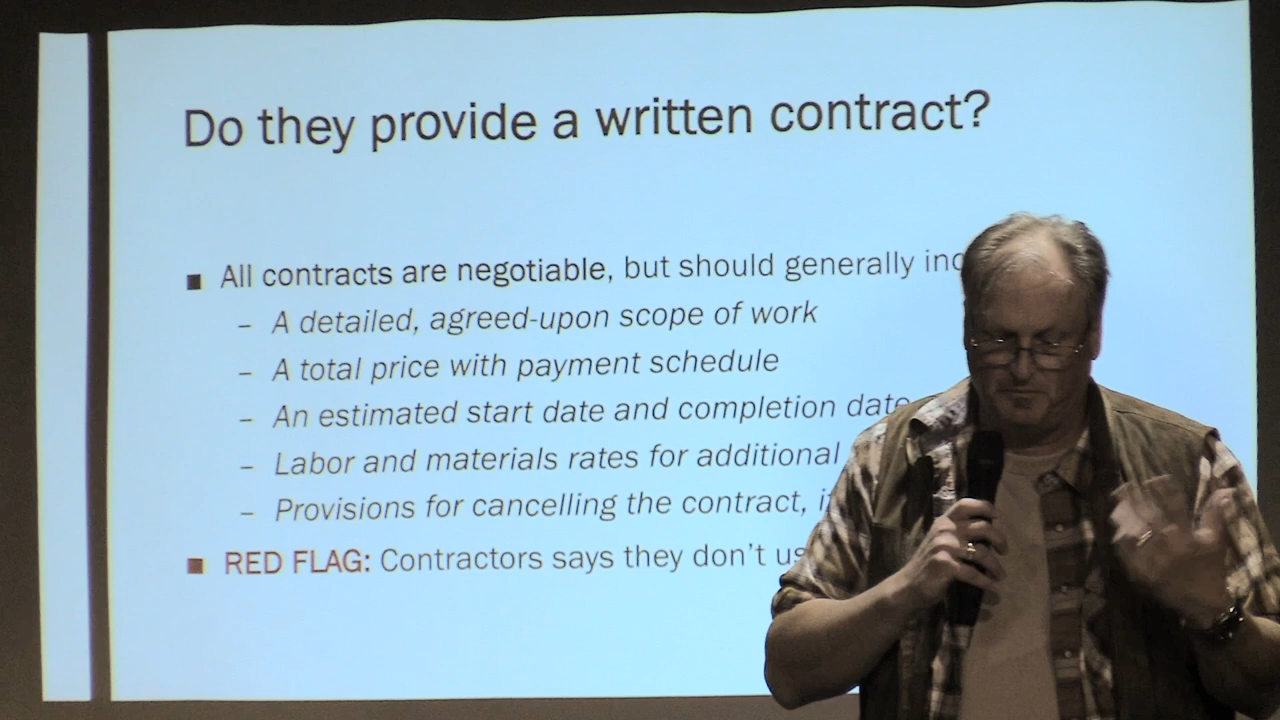 Do they provide a written contract?
■ All contracts are negotiable, but should generally
– A detailed, agreed-upon scope of work
– A total price with payment schedule
– An estimated start date and completion date
– Labor and materials rates for additional
– Provisions for cancelling the contract,
■ RED FLAG: Contractors says they don't